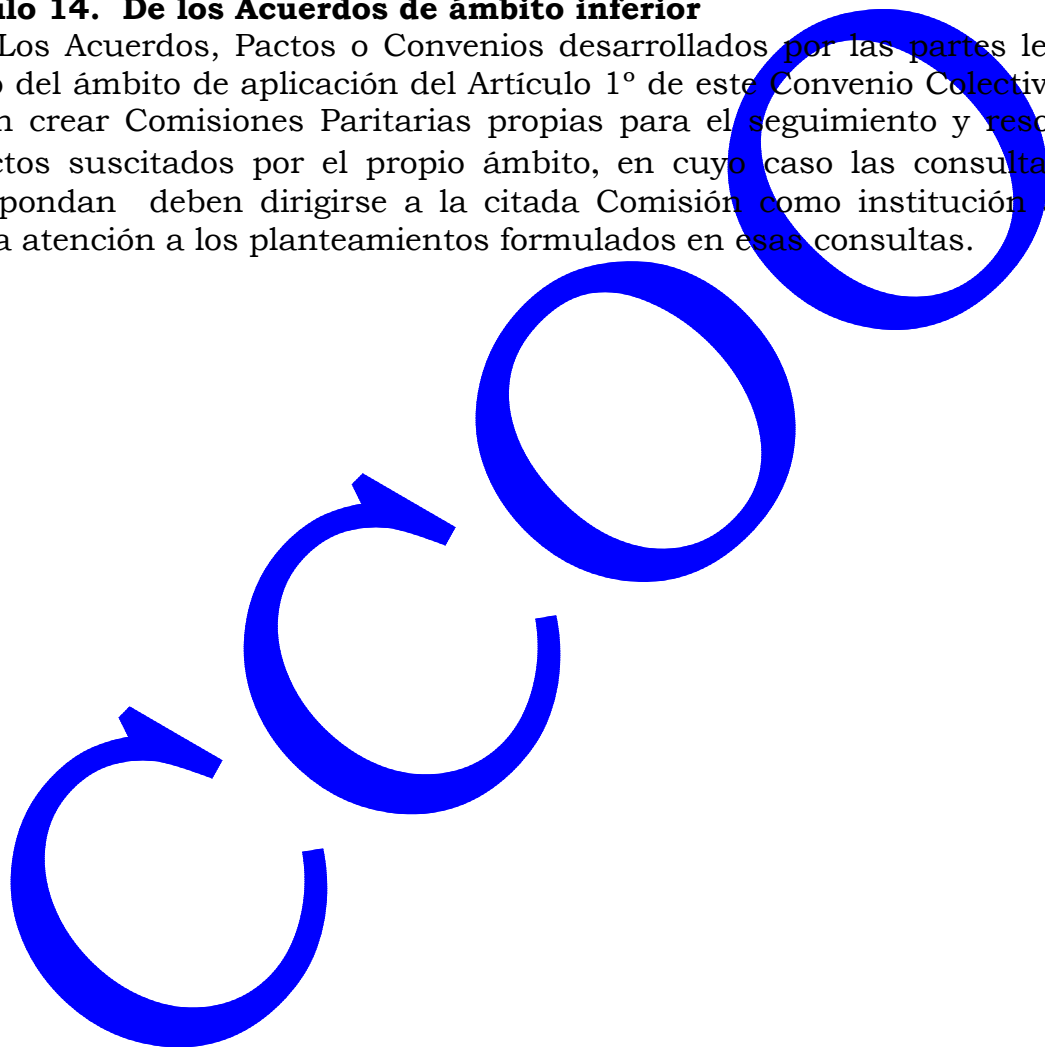 ulo 14. De los Acuerdos de ámbito inferior
Los Acuerdos, Pactos o Convenios desarrollados por las partes le
o del ámbito de aplicación del Artículo 1º de este Convenio Colectiv
n crear Comisiones Paritarias propias para el seguimiento y reso
ctos suscitados por el propio ámbito, en cuyo caso las consulta
pondan deben dirigirse a la citada Comisión como institución
a atención a los planteamientos formulados en esas consultas.
CCOO